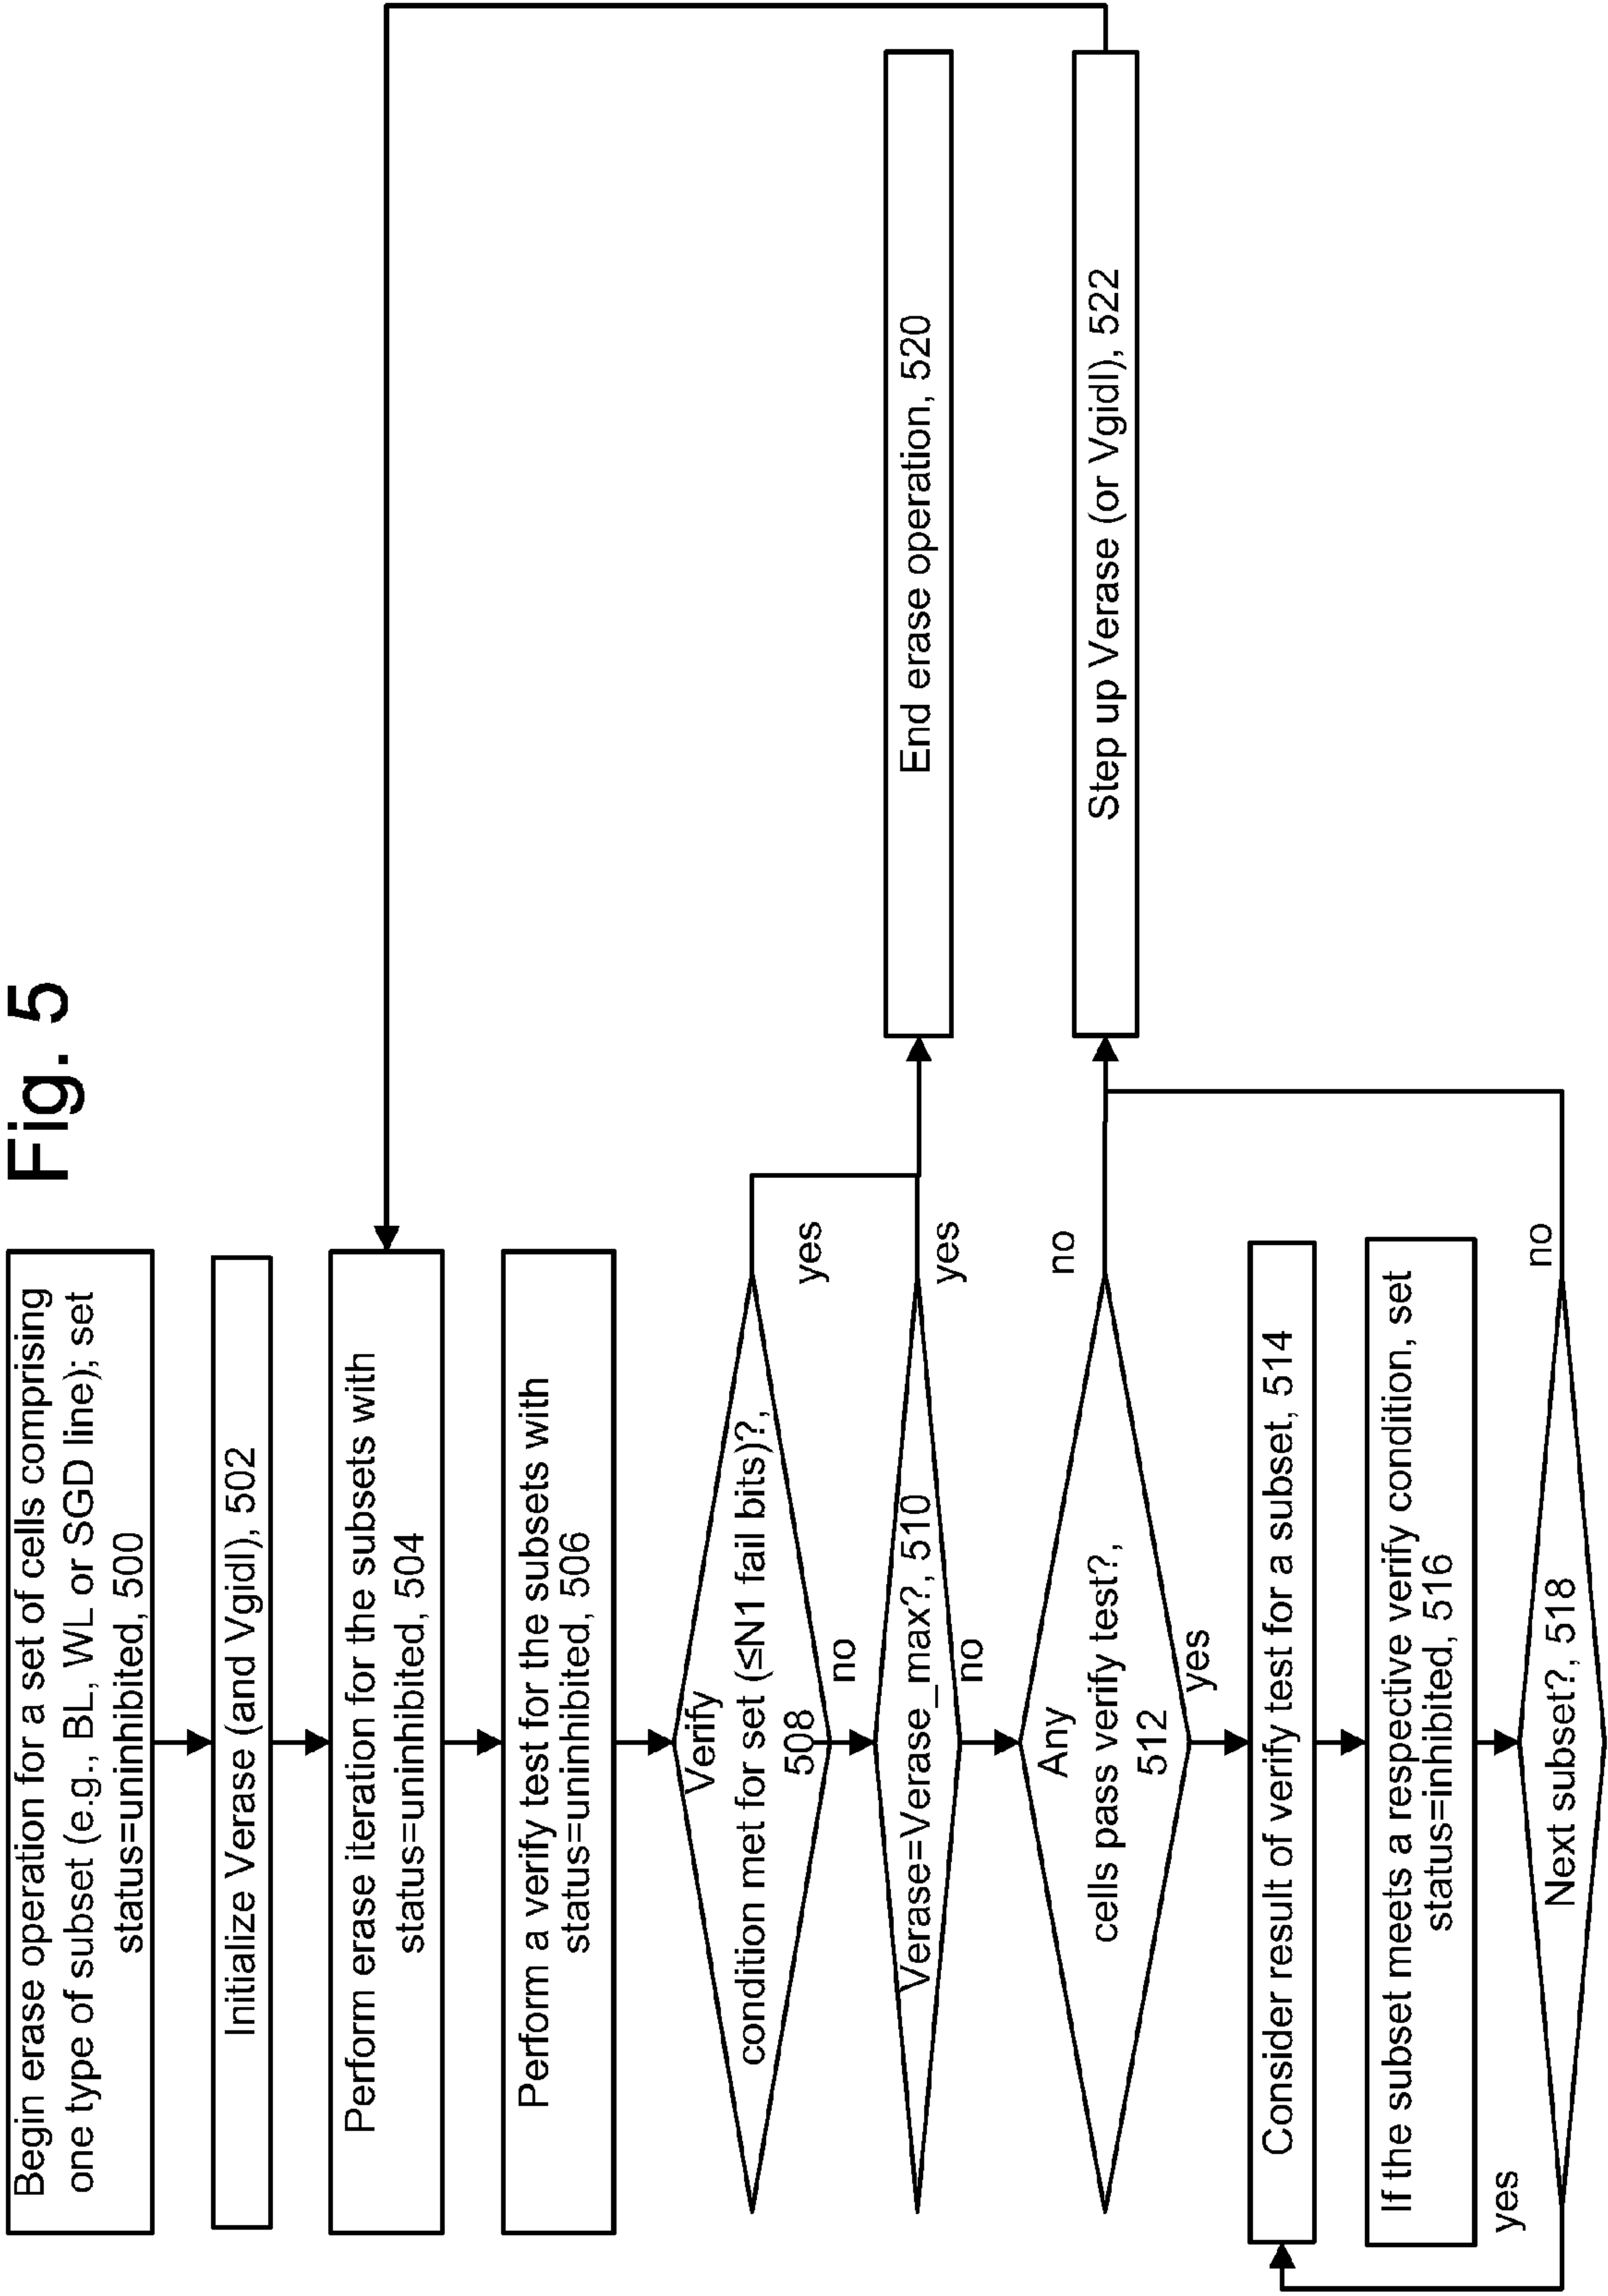 Fig. 5
Begin erase operation for a set of cells comprising
one type of subset (e.g., BL, WL or SGD line); set
status=uninhibited, 500
Initialize Verase (and Vgidl), 502
Perform erase iteration for the subsets with
status=uninhibited, 504
Perform a verify test for the subsets with
status=uninhibited, 506
Verify
condition met for set (≤N1 fail bits)?,
508
yes
no
Verase=Verase_max?, 510
yes
no
End erase operation, 520
Any
cells pass verify test?,
512
no
yes
Step up Verase (or Vgidl), 522
Consider result of verify test for a subset, 514
If the subset meets a respective verify condition, set
status=inhibited, 516
Next subset?, 518
yes
no